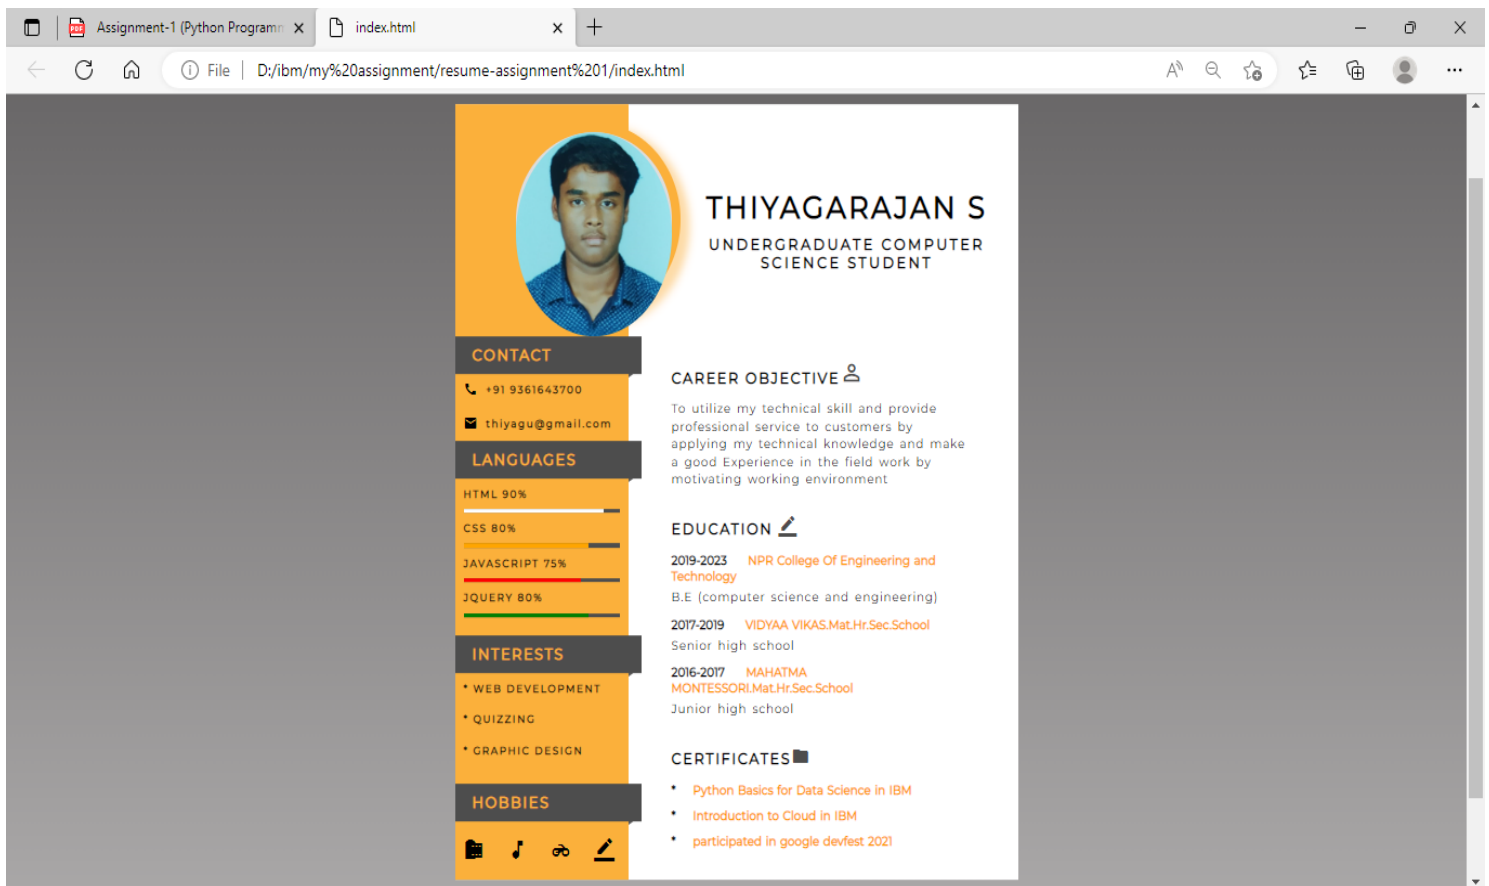 Assignment-1 (Python Programm
index.html
File
D:/ibm/my%20assignment/resume-assignment%201/index.html
THIYAGARAJAN S
UNDERGRADUATE COMPUTER
SCIENCE STUDENT
CONTACT
+91 9361643700
thiyagu@gmail.com
LANGUAGES
HTML 90%
CSS 80%
JAVASCRIPT 75%
JQUERY 80%
INTERESTS
* WEB DEVELOPMENT
* QUIZZING
* GRAPHIC DESIGN
HOBBIES
CAREER OBJECTIVE
To utilize my technical skill and provide
professional service to customers by
applying my technical knowledge and make
a good Experience in the field work by
motivating working environment
EDUCATION
2019-2023 NPR College Of Engineering and
Technology
B.E (computer science and engineering)
2017-2019 VIDYAA VIKAS.Mat.Hr.Sec.School
Senior high school
2016-2017 MAHATMA
MONTESSORI.Mat.Hr.Sec.School
Junior high school
CERTIFICATES
* Python Basics for Data Science in IBM
* Introduction to Cloud in IBM
* participated in google devfest 2021